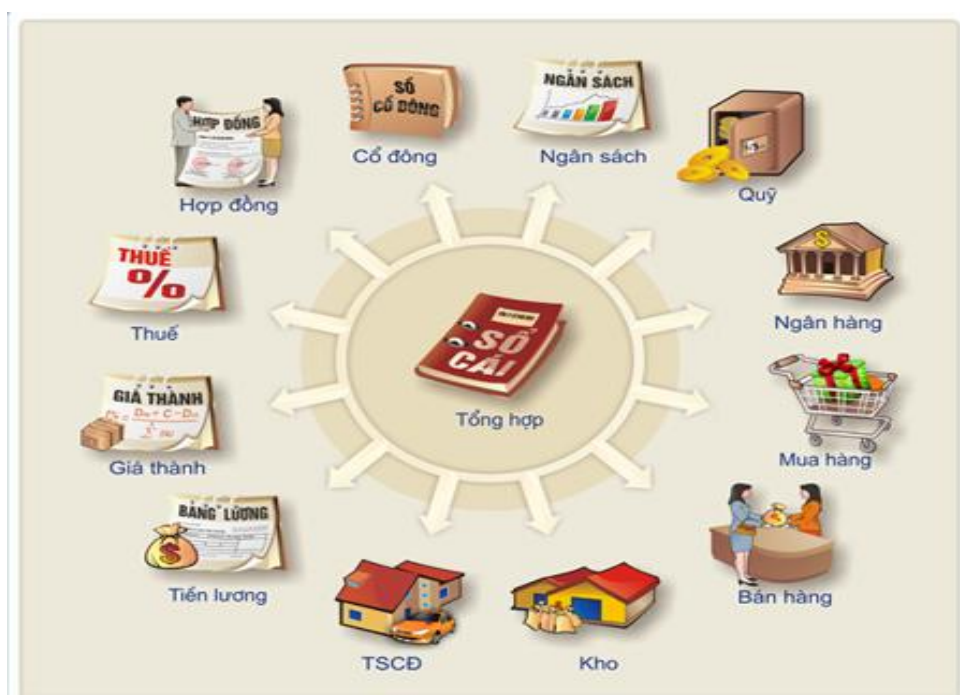 SỔ
CỔ ĐÔNG
Cổ đông
NGÂN SÁCH
Ngân sách
HỢP ĐỒNG
Hợp đồng
Quỹ
THUẾ
%
Thuế
$
Ngân hàng
SỔ
CÁI
Tổng hợp
GIÁ THÀNH
Giá thành
Mua hàng
BẢNG LƯƠNG
$
Tiền lương
$
Bán hàng
TSCĐ
Kho